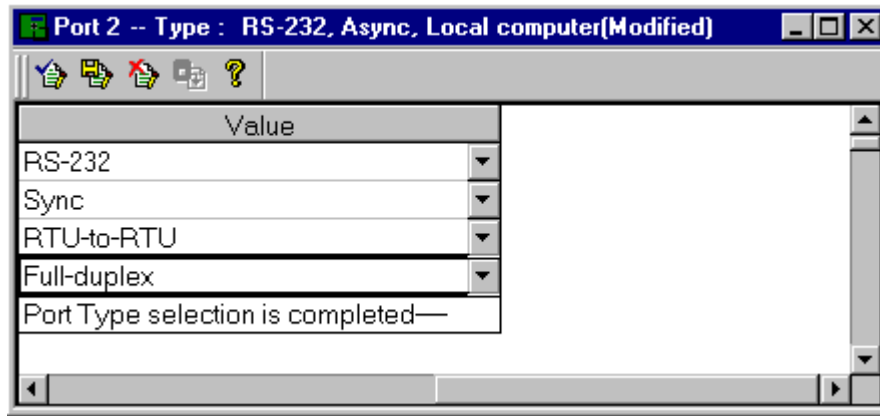 Port 2 -- Type : RS-232, Async, Local computer(Modified)
Value
RS-232
Sync
RTU-to-RTU
Full-duplex
Port Type selection is completed──